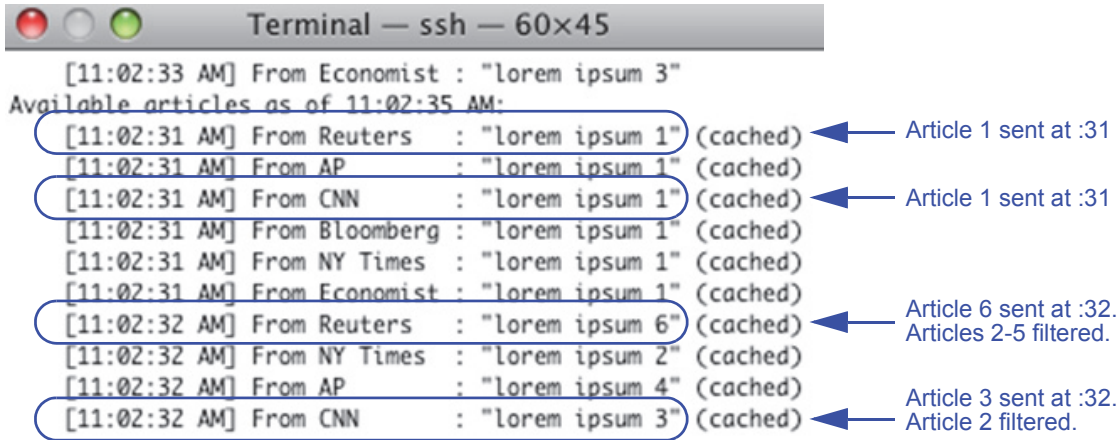 Terminal — ssh — 60×45
[11:02:33 AM] From Economist : "lorem ipsum 3"
Available articles as of 11:02:35 AM:
[11:02:31 AM] From Reuters : "lorem ipsum 1" (cached)
Article 1 sent at :31
[11:02:31 AM] From AP : "lorem ipsum 1" (cached)
[11:02:31 AM] From CNN : "lorem ipsum 1" (cached)
Article 1 sent at :31
[11:02:31 AM] From Bloomberg : "lorem ipsum 1" (cached)
[11:02:31 AM] From NY Times : "lorem ipsum 1" (cached)
[11:02:31 AM] From Economist : "lorem ipsum 1" (cached)
[11:02:32 AM] From Reuters : "lorem ipsum 6" (cached)
Article 6 sent at :32.
Articles 2-5 filtered.
[11:02:32 AM] From NY Times : "lorem ipsum 2" (cached)
[11:02:32 AM] From AP : "lorem ipsum 4" (cached)
[11:02:32 AM] From CNN : "lorem ipsum 3" (cached)
Article 3 sent at :32.
Article 2 filtered.